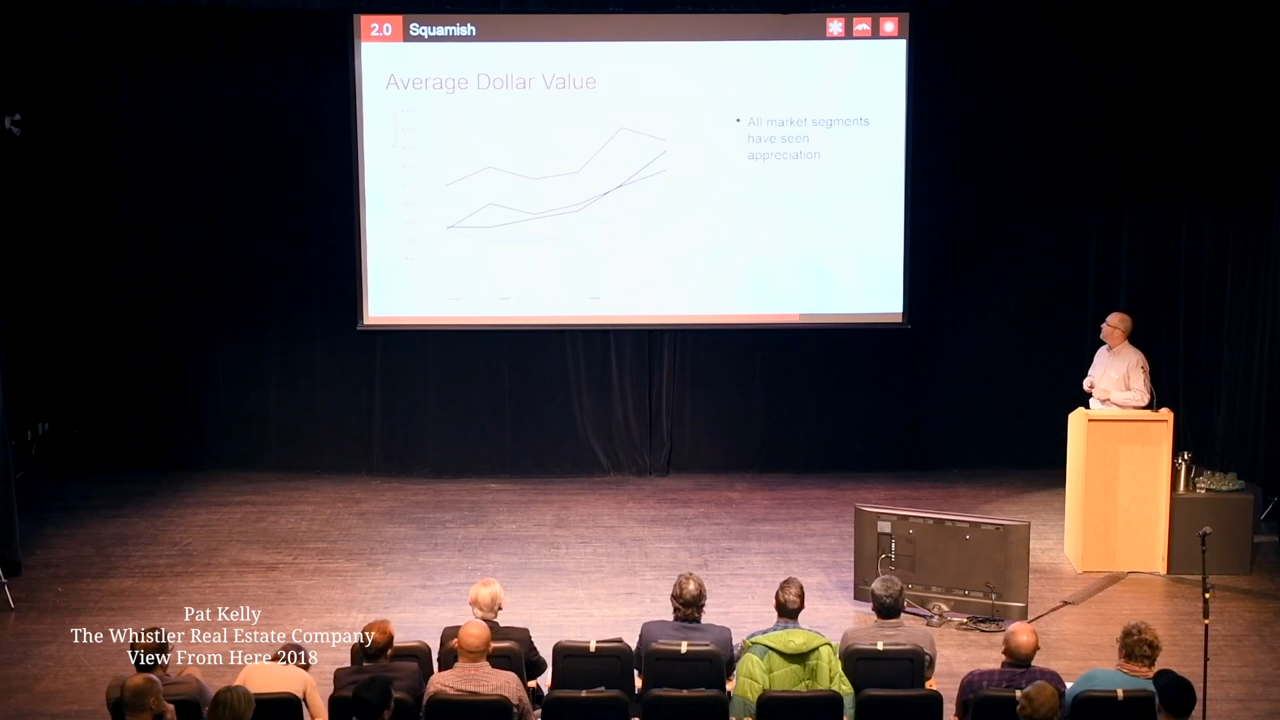 2.0 Squamish
Average Dollar Value
• All market segments
have seen
appreciation
Pat Kelly
The Whistler Real Estate Company
View From Here 2018